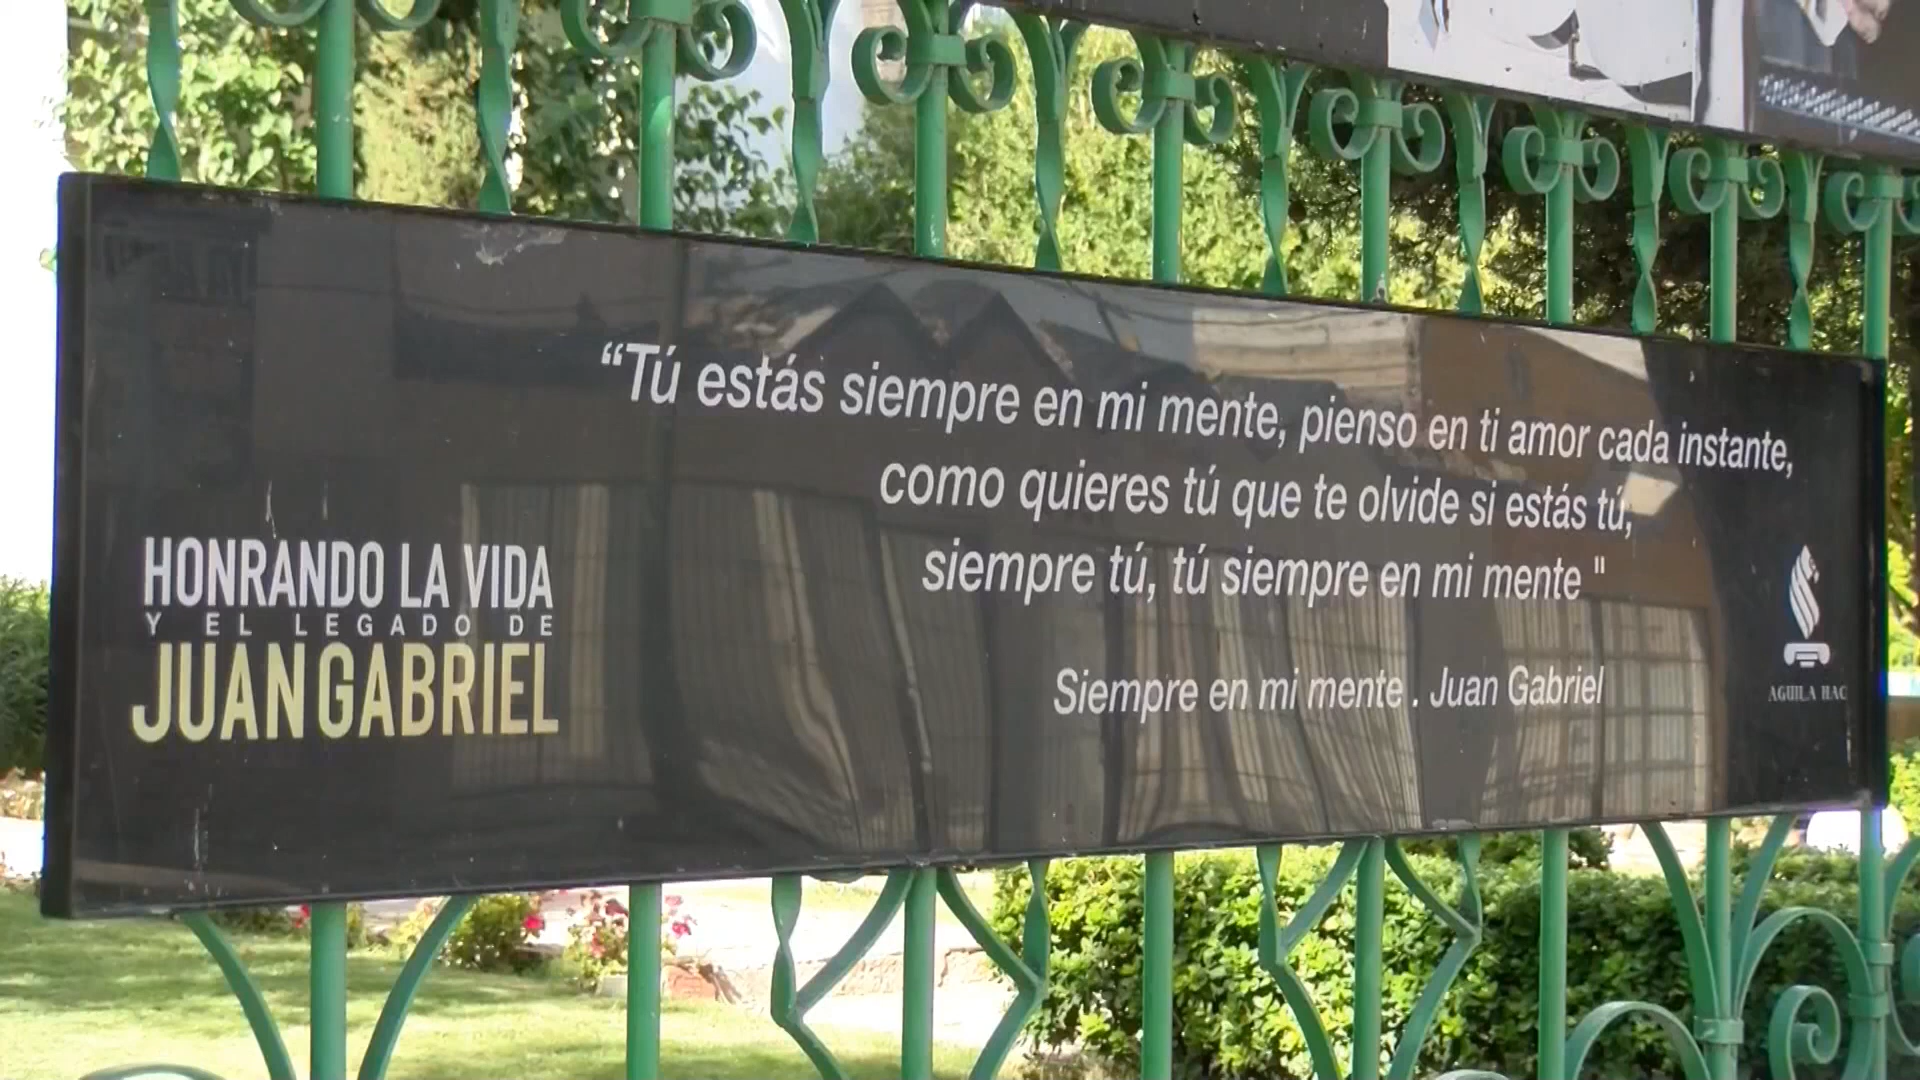 “Tú estás siempre en mi mente, pienso en ti amor cada instante,
como quieres tú que te olvide si estás tú,
siempre tú, tú siempre en mi mente "
Siempre en mi mente . Juan Gabriel
HONRANDO LA VIDA
Y EL LEGADO DE
JUAN GABRIEL
AGUILA HAC